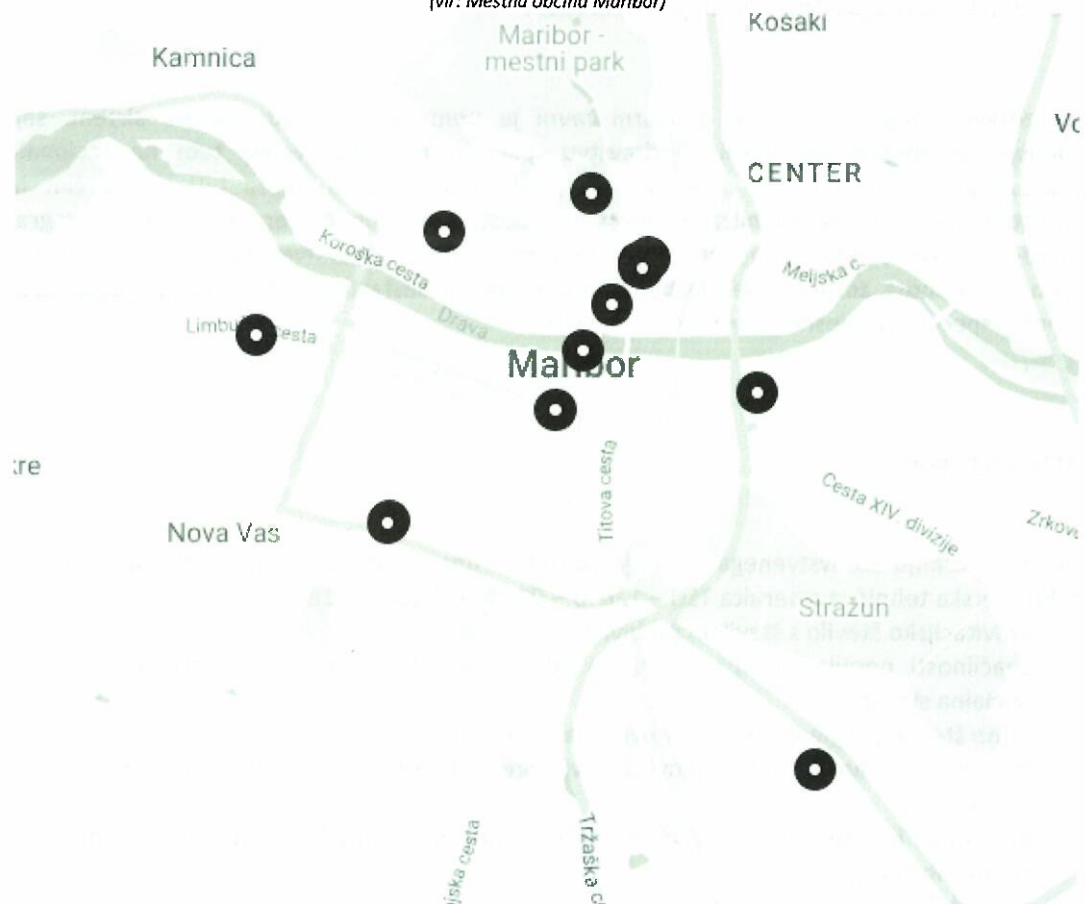 (vir: Mestna občina Maribor)
Košaki
Maribor -
mestni park
Kamnica
CENTER
Koroška cesta
Meljska c.
Drava
Maribor
Titova cesta
Cesta XIV. divizije
Nova Vas
Stražun
Tržaška c